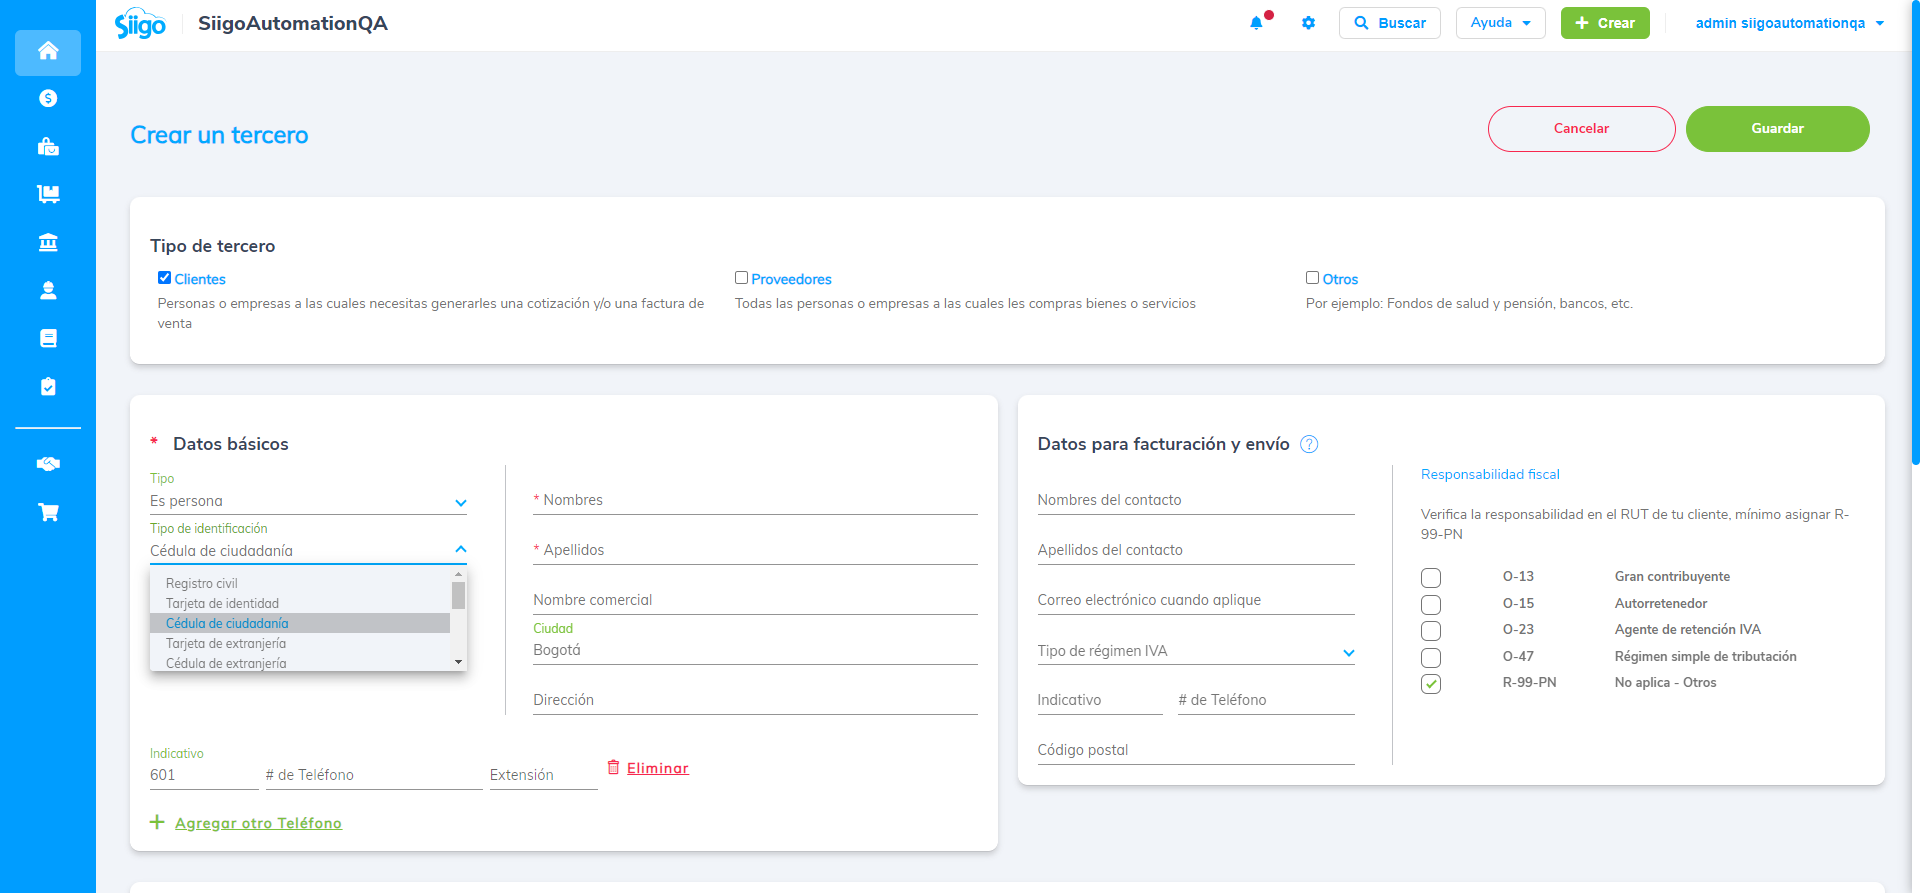 Siigo
SiigoAutomationQA
Buscar
Ayuda
Crear
admin siigoautomationqa
Crear un tercero
Cancelar
Guardar
Tipo de tercero
Clientes
Personas o empresas a las cuales necesitas generarles una cotización y/o una factura de
venta
Proveedores
Todas las personas o empresas a las cuales les compras bienes o servicios
Otros
Por ejemplo: Fondos de salud y pensión, bancos, etc.
* Datos básicos
Tipo
Es persona
Tipo de identificación
Cédula de ciudadanía
Registro civil
Tarjeta de identidad
Cédula de ciudadanía
Tarjeta de extranjería
Cédula de extranjería
* Nombres
* Apellidos
Nombre comercial
Ciudad
Bogotá
Dirección
Indicativo
601
# de Teléfono
Extensión
Eliminar
Agregar otro Teléfono
Datos para facturación y envío ?
Nombres del contacto
Apellidos del contacto
Correo electrónico cuando aplique
Tipo de régimen IVA
Indicativo
# de Teléfono
Código postal
Responsabilidad fiscal
Verifica la responsabilidad en el RUT de tu cliente, mínimo asignar R-
99-PN
O-13 Gran contribuyente
O-15 Autorretenedor
O-23 Agente de retención IVA
O-47 Régimen simple de tributación
R-99-PN No aplica - Otros